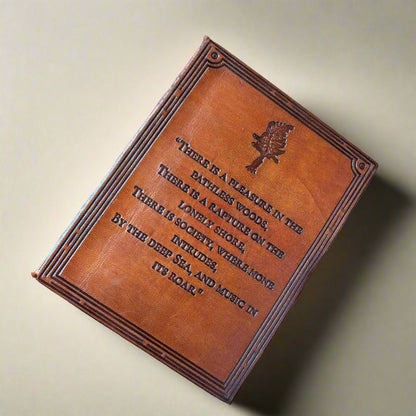 “There is a pleasure in the
pathless woods,
There is a rapture on the
lonely shore,
There is society, where none
intrudes,
by the deep Sea, and music in
its roar.”